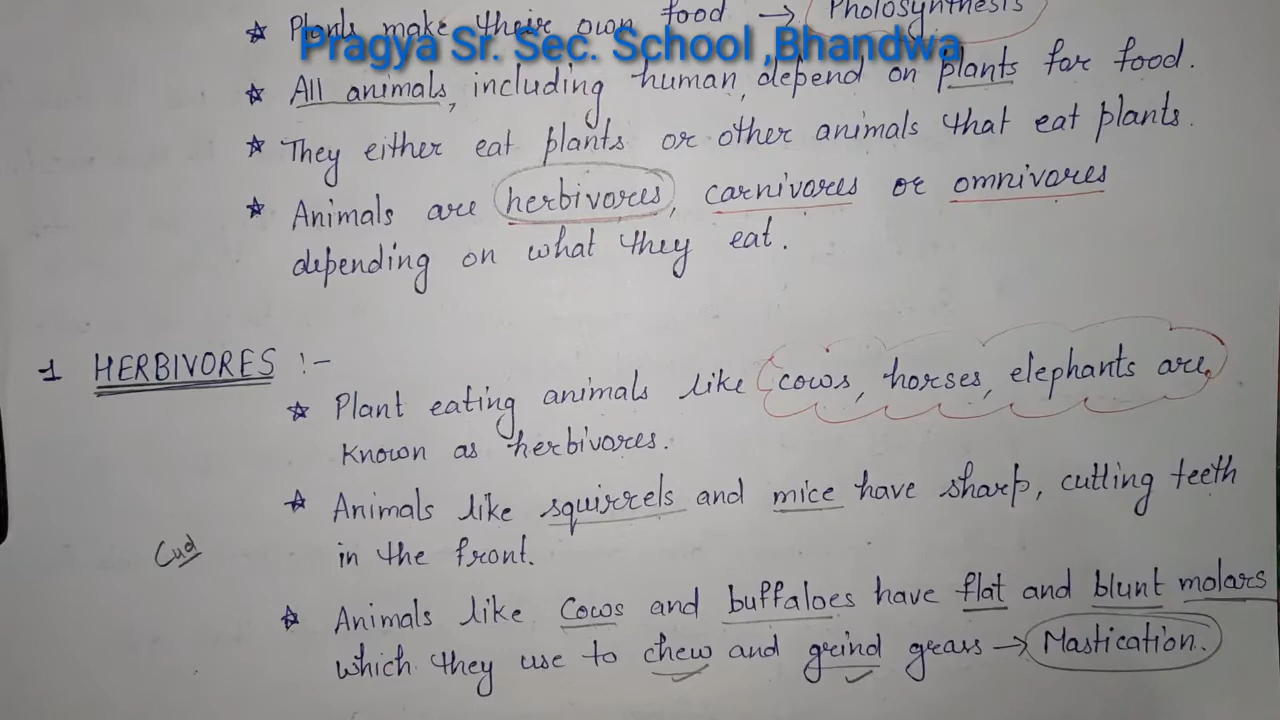 ☆ Plants make their own food → Photosynthesis
Pragya Sr. Sec. School ,Bhandwa
☆ All animals, including human, depend on plants for food.
☆ They either eat plants or other animals that eat plants.
☆ Animals are herbivores, carnivores or omnivores
depending on what they eat.
1 HERBIVORES :-
☆ Plant eating animals like cows, horses, elephants are
known as herbivores.
☆ Animals like squirrels and mice have sharp, cutting teeth
in the front.
Cud
☆ Animals like cows and buffaloes have flat and blunt molars
which they use to chew and grind grass → Mastication.